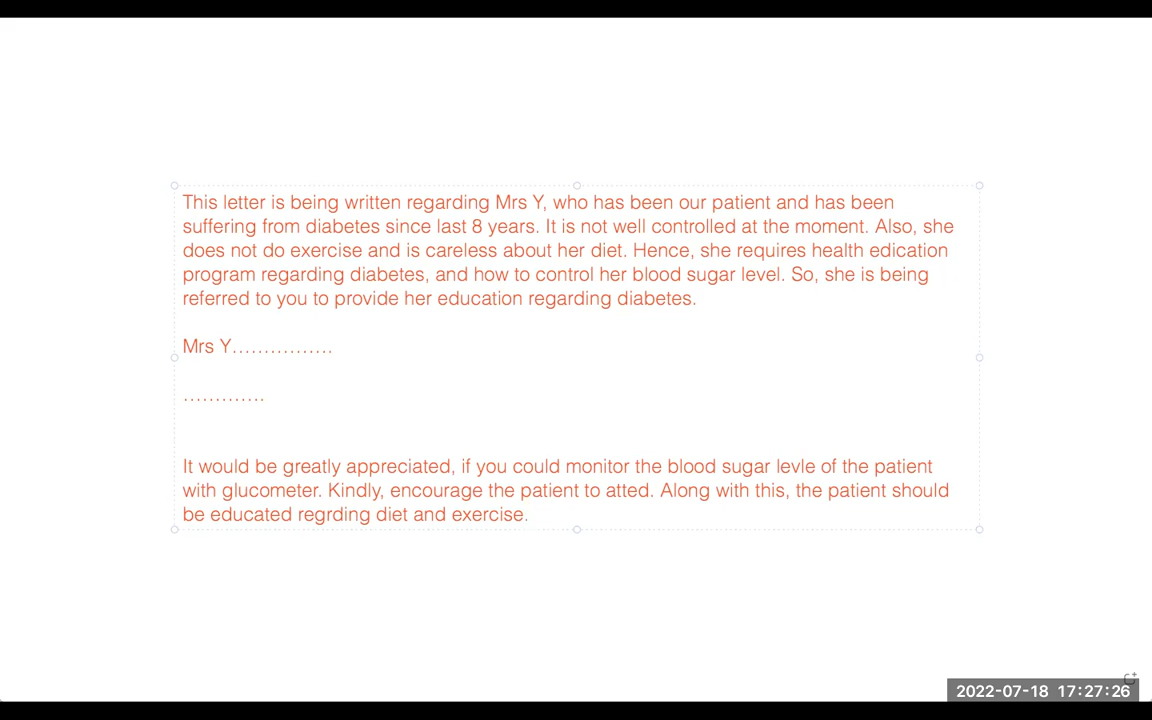 This letter is being written regarding Mrs Y, who has been our patient and has been
suffering from diabetes since last 8 years. It is not well controlled at the moment. Also, she
does not do exercise and is careless about her diet. Hence, she requires health edication
program regarding diabetes, and how to control her blood sugar level. So, she is being
referred to you to provide her education regarding diabetes.
Mrs Y................
.............
It would be greatly appreciated, if you could monitor the blood sugar levle of the patient
with glucometer. Kindly, encourage the patient to atted. Along with this, the patient should
be educated regrding diet and exercise.
2022-07-18 17:27:26